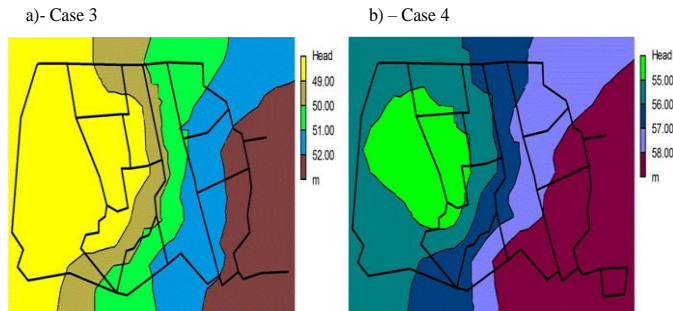 a)- Case 3
b) – Case 4
Head
49.00
50.00
51.00
52.00
m
Head
55.00
56.00
57.00
58.00
m